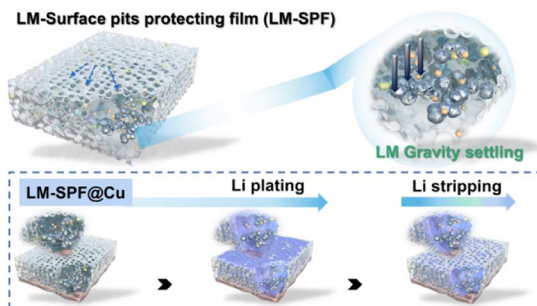 LM-Surface pits protecting film (LM-SPF)
LM Gravity settling
LM-SPF@Cu
Li plating
Li stripping